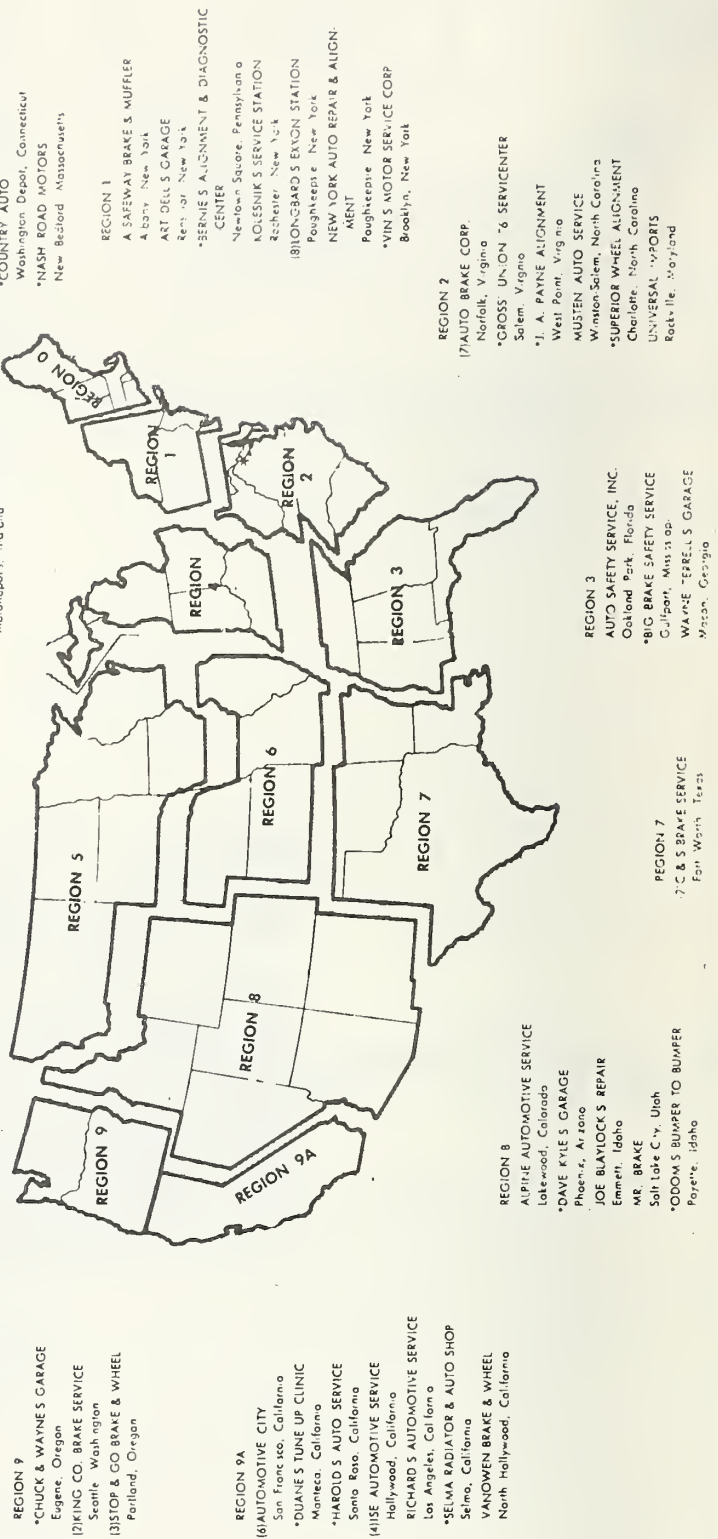 *COUNTRY AUTO
Washington Depot, Connecticut
*NASH ROAD MOTORS
New Bedford Massachusetts
REGION 1
A SAFEWAY BRAKE & MUFFLER
Albany New York
ART DELL S GARAGE
New York
*BERNIE S ALIGNMENT & DIAGNOSTIC
CENTER
Newtown Square, Pennsylvania
KOLESNIK S SERVICE STATION
Rochester New York
(8)LONGBARD S EXXON STATION
Poughkeepsie New York
NEW YORK AUTO REPAIR & ALIGN-
MENT
Poughkeepsie New York
*VIN S MOTOR SERVICE CORP
Brooklyn, New York
REGION 2
(7)AUTO BRAKE CORP.
Norfolk, Virginia
*GROSS UNION 76 SERVICENTER
Salem, Virginia
*J. A. PAYNE ALIGNMENT
West Point, Virginia
MUSTEN AUTO SERVICE
Winston-Salem, North Carolina
*SUPERIOR WHEEL ALIGNMENT
Charlotte, North Carolina
UNIVERSAL IMPORTS
Rockville, Maryland
REGION 3
AUTO SAFETY SERVICE, INC.
Oakland Park, Florida
*BIG BRAKE SAFETY SERVICE
Gulfport, Mississippi
WAYNE TERRELL S GARAGE
Macon, Georgia
REGION 7
C & S BRAKE SERVICE
Fort Worth Texas
REGION 8
ALPINE AUTOMOTIVE SERVICE
Lakewood, Colorado
*DAVE KYLE S GARAGE
Phoenix, Arizona
JOE BLAYLOCK S REPAIR
Emmett, Idaho
MR. BRAKE
Salt Lake City, Utah
*ODOM S BUMPER TO BUMPER
Payette, Idaho
REGION 9
*CHUCK & WAYNE S GARAGE
Eugene, Oregon
(2)KING CO. BRAKE SERVICE
Seattle Washington
(3)STOP & GO BRAKE & WHEEL
Portland, Oregon
REGION 9A
(6)AUTOMOTIVE CITY
San Francisco, California
*DUANE S TUNE UP CLINIC
Manteca, California
*HAROLD S AUTO SERVICE
Santa Rosa, California
(4)ISE AUTOMOTIVE SERVICE
Hollywood, California
RICHARD S AUTOMOTIVE SERVICE
Los Angeles, California
*SELMA RADIATOR & AUTO SHOP
Selma, California
VANOWEN BRAKE & WHEEL
North Hollywood, California
REGION 0
REGION 1
REGION 2
REGION 3
REGION 4
REGION 5
REGION 6
REGION 7
REGION 8
REGION 9
REGION 9A